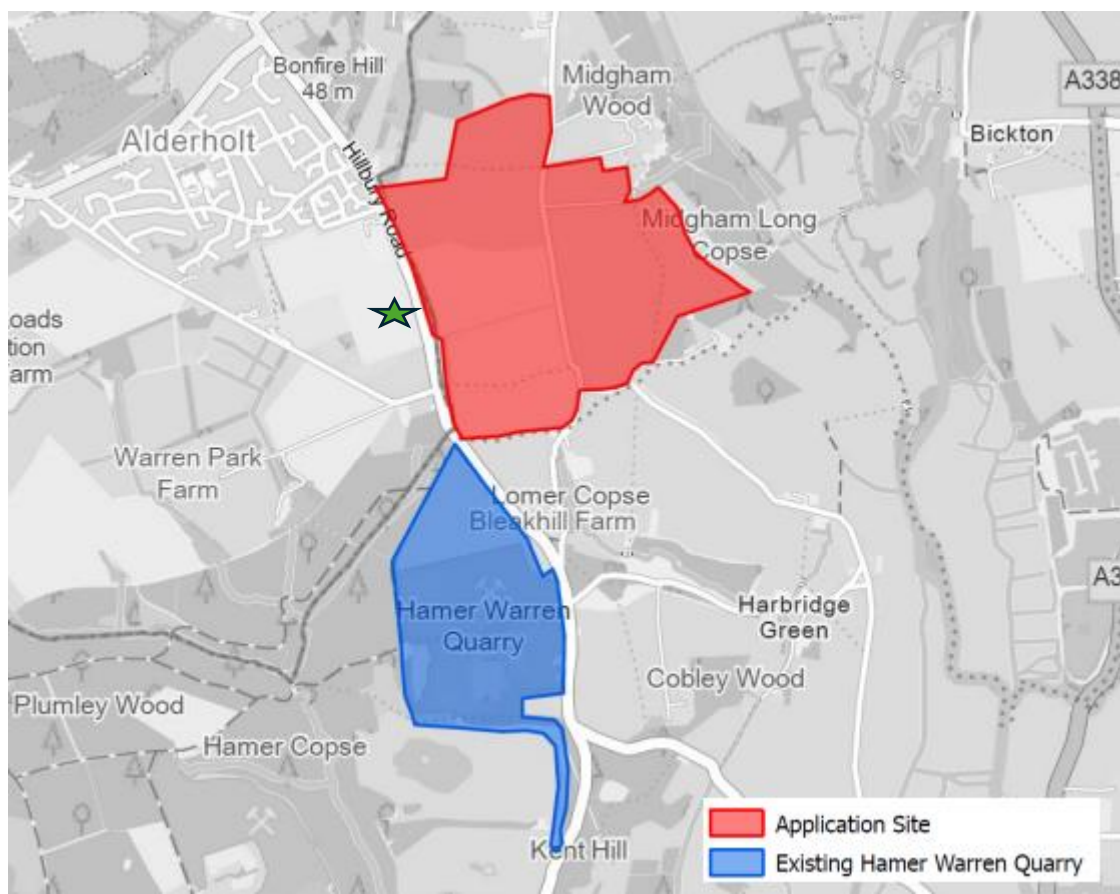 Bonfire Hill
48 m
Midgham
Wood
A338
Alderholt
Bickton
Hillbury Road
Midgham Long
Copse
oads
tion
arm
Warren Park
Farm
Lomer Copse
Bleakhill Farm
A3
Hamer Warren
Quarry
Harbridge
Green
Plumley Wood
Cobley Wood
Hamer Copse
Kent Hill
Application Site
Existing Hamer Warren Quarry